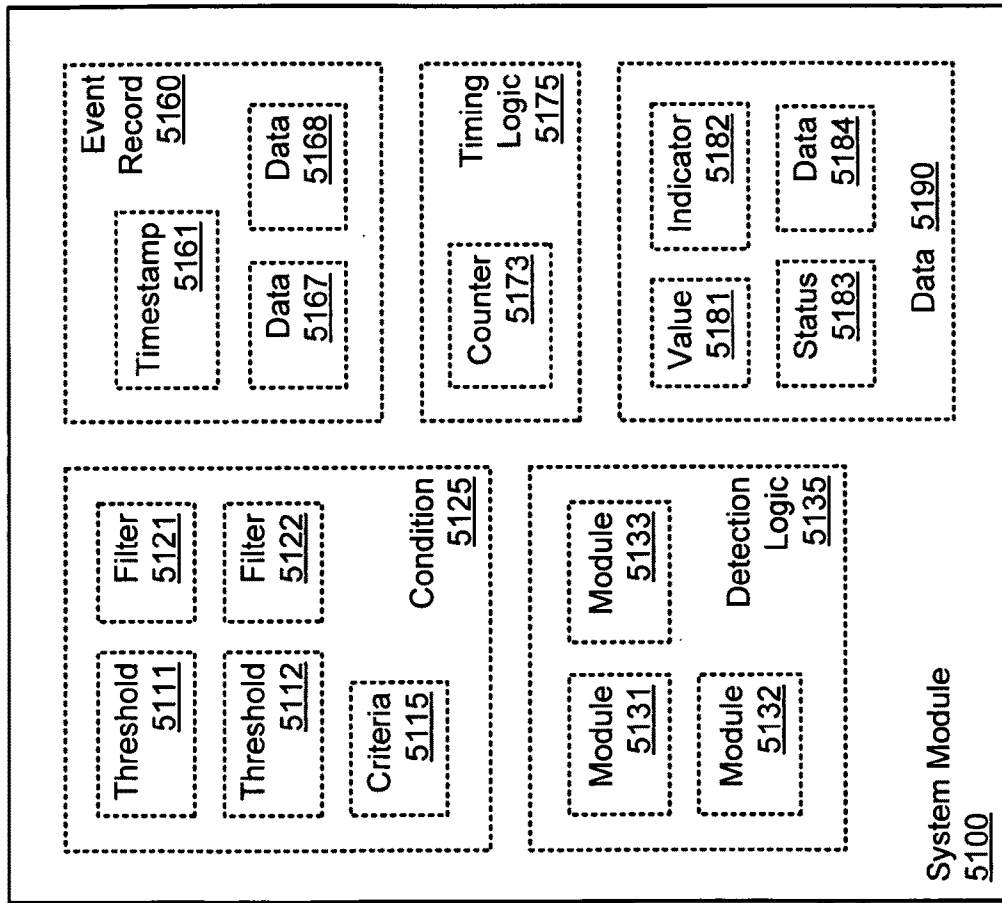 Threshold
5111
Filter
5121
Threshold
5112
Filter
5122
Criteria
5115
Condition
5125
Event
Record
5160
Timestamp
5161
Data
5167
Data
5168
Timing
Logic
5175
Counter
5173
Module
5131
Module
5133
Module
5132
Detection
Logic
5135
Value
5181
Indicator
5182
Status
5183
Data
5184
Data 5190
System Module
5100